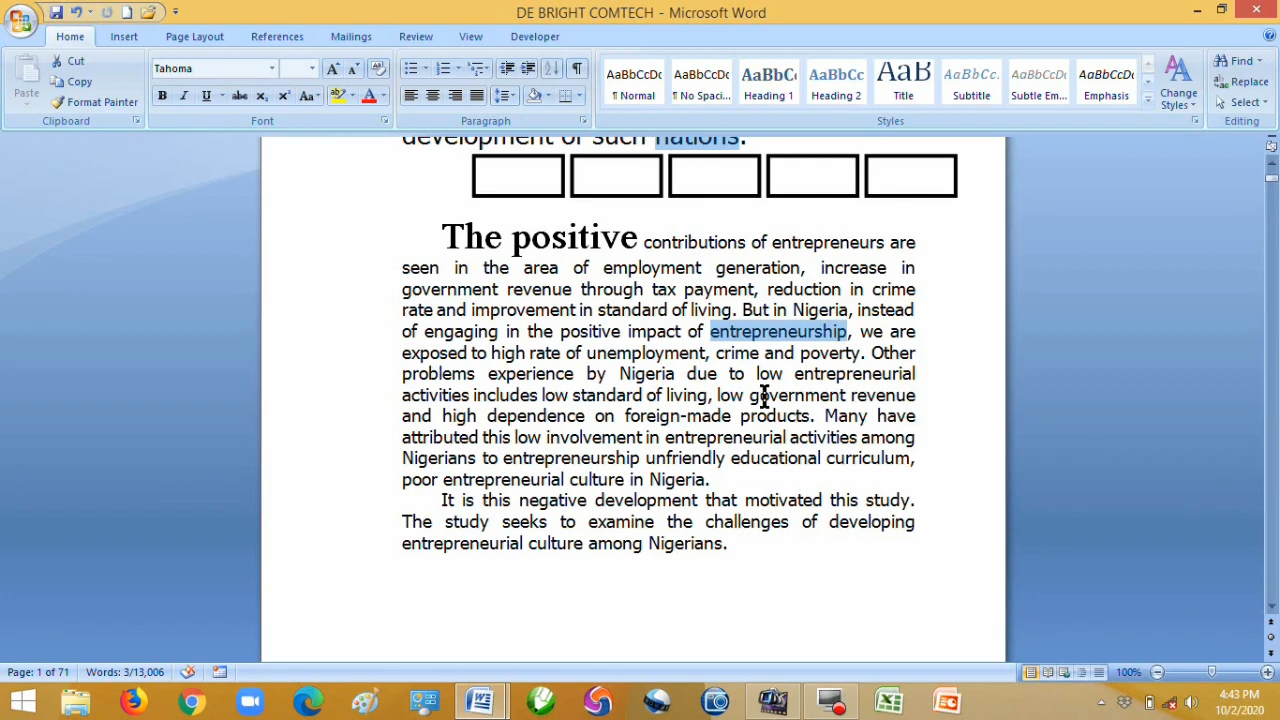 DE BRIGHT COMTECH - Microsoft Word
Home Insert Page Layout References Mailings Review View Developer
Paste
Cut
Copy
Format Painter
Clipboard
Tahoma
B I U abc x₂ x² Aa A
Font
Paragraph
AaBbCcDc AaBbCcDc AaBbC AaBbCc AaB AaBbCc. AaBbCcDc AaBbCcDc
¶ Normal ¶ No Spaci... Heading 1 Heading 2 Title Subtitle Subtle Em... Emphasis
Styles
Change Styles
Find
Replace
Select
Editing
development of such nations.
The positive contributions of entrepreneurs are
seen in the area of employment generation, increase in
government revenue through tax payment, reduction in crime
rate and improvement in standard of living. But in Nigeria, instead
of engaging in the positive impact of entrepreneurship, we are
exposed to high rate of unemployment, crime and poverty. Other
problems experience by Nigeria due to low entrepreneurial
activities includes low standard of living, low government revenue
and high dependence on foreign-made products. Many have
attributed this low involvement in entrepreneurial activities among
Nigerians to entrepreneurship unfriendly educational curriculum,
poor entrepreneurial culture in Nigeria.
It is this negative development that motivated this study.
The study seeks to examine the challenges of developing
entrepreneurial culture among Nigerians.
Page: 1 of 71 Words: 3/13,006 100%
4:43 PM
10/2/2020